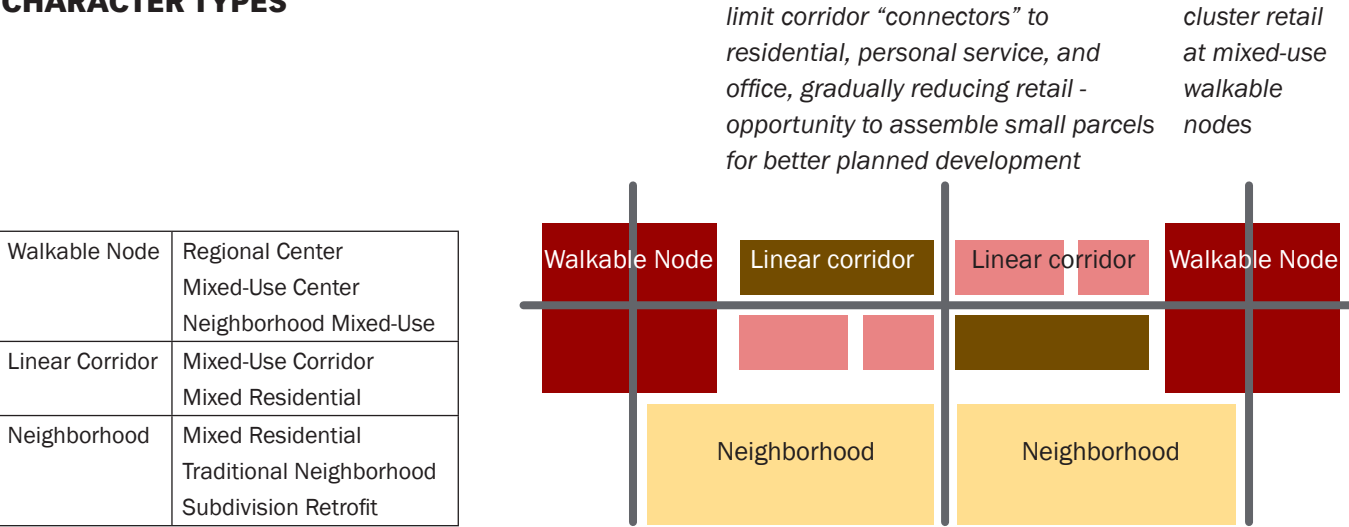 CHARACTER TYPES
limit corridor “connectors” to
residential, personal service, and
office, gradually reducing retail -
opportunity to assemble small parcels
for better planned development
cluster retail
at mixed-use
walkable
nodes
Walkable Node
Regional Center
Mixed-Use Center
Neighborhood Mixed-Use
Linear Corridor
Mixed-Use Corridor
Mixed Residential
Neighborhood
Mixed Residential
Traditional Neighborhood
Subdivision Retrofit
Walkable Node
Linear corridor
Linear corridor
Walkable Node
Neighborhood
Neighborhood